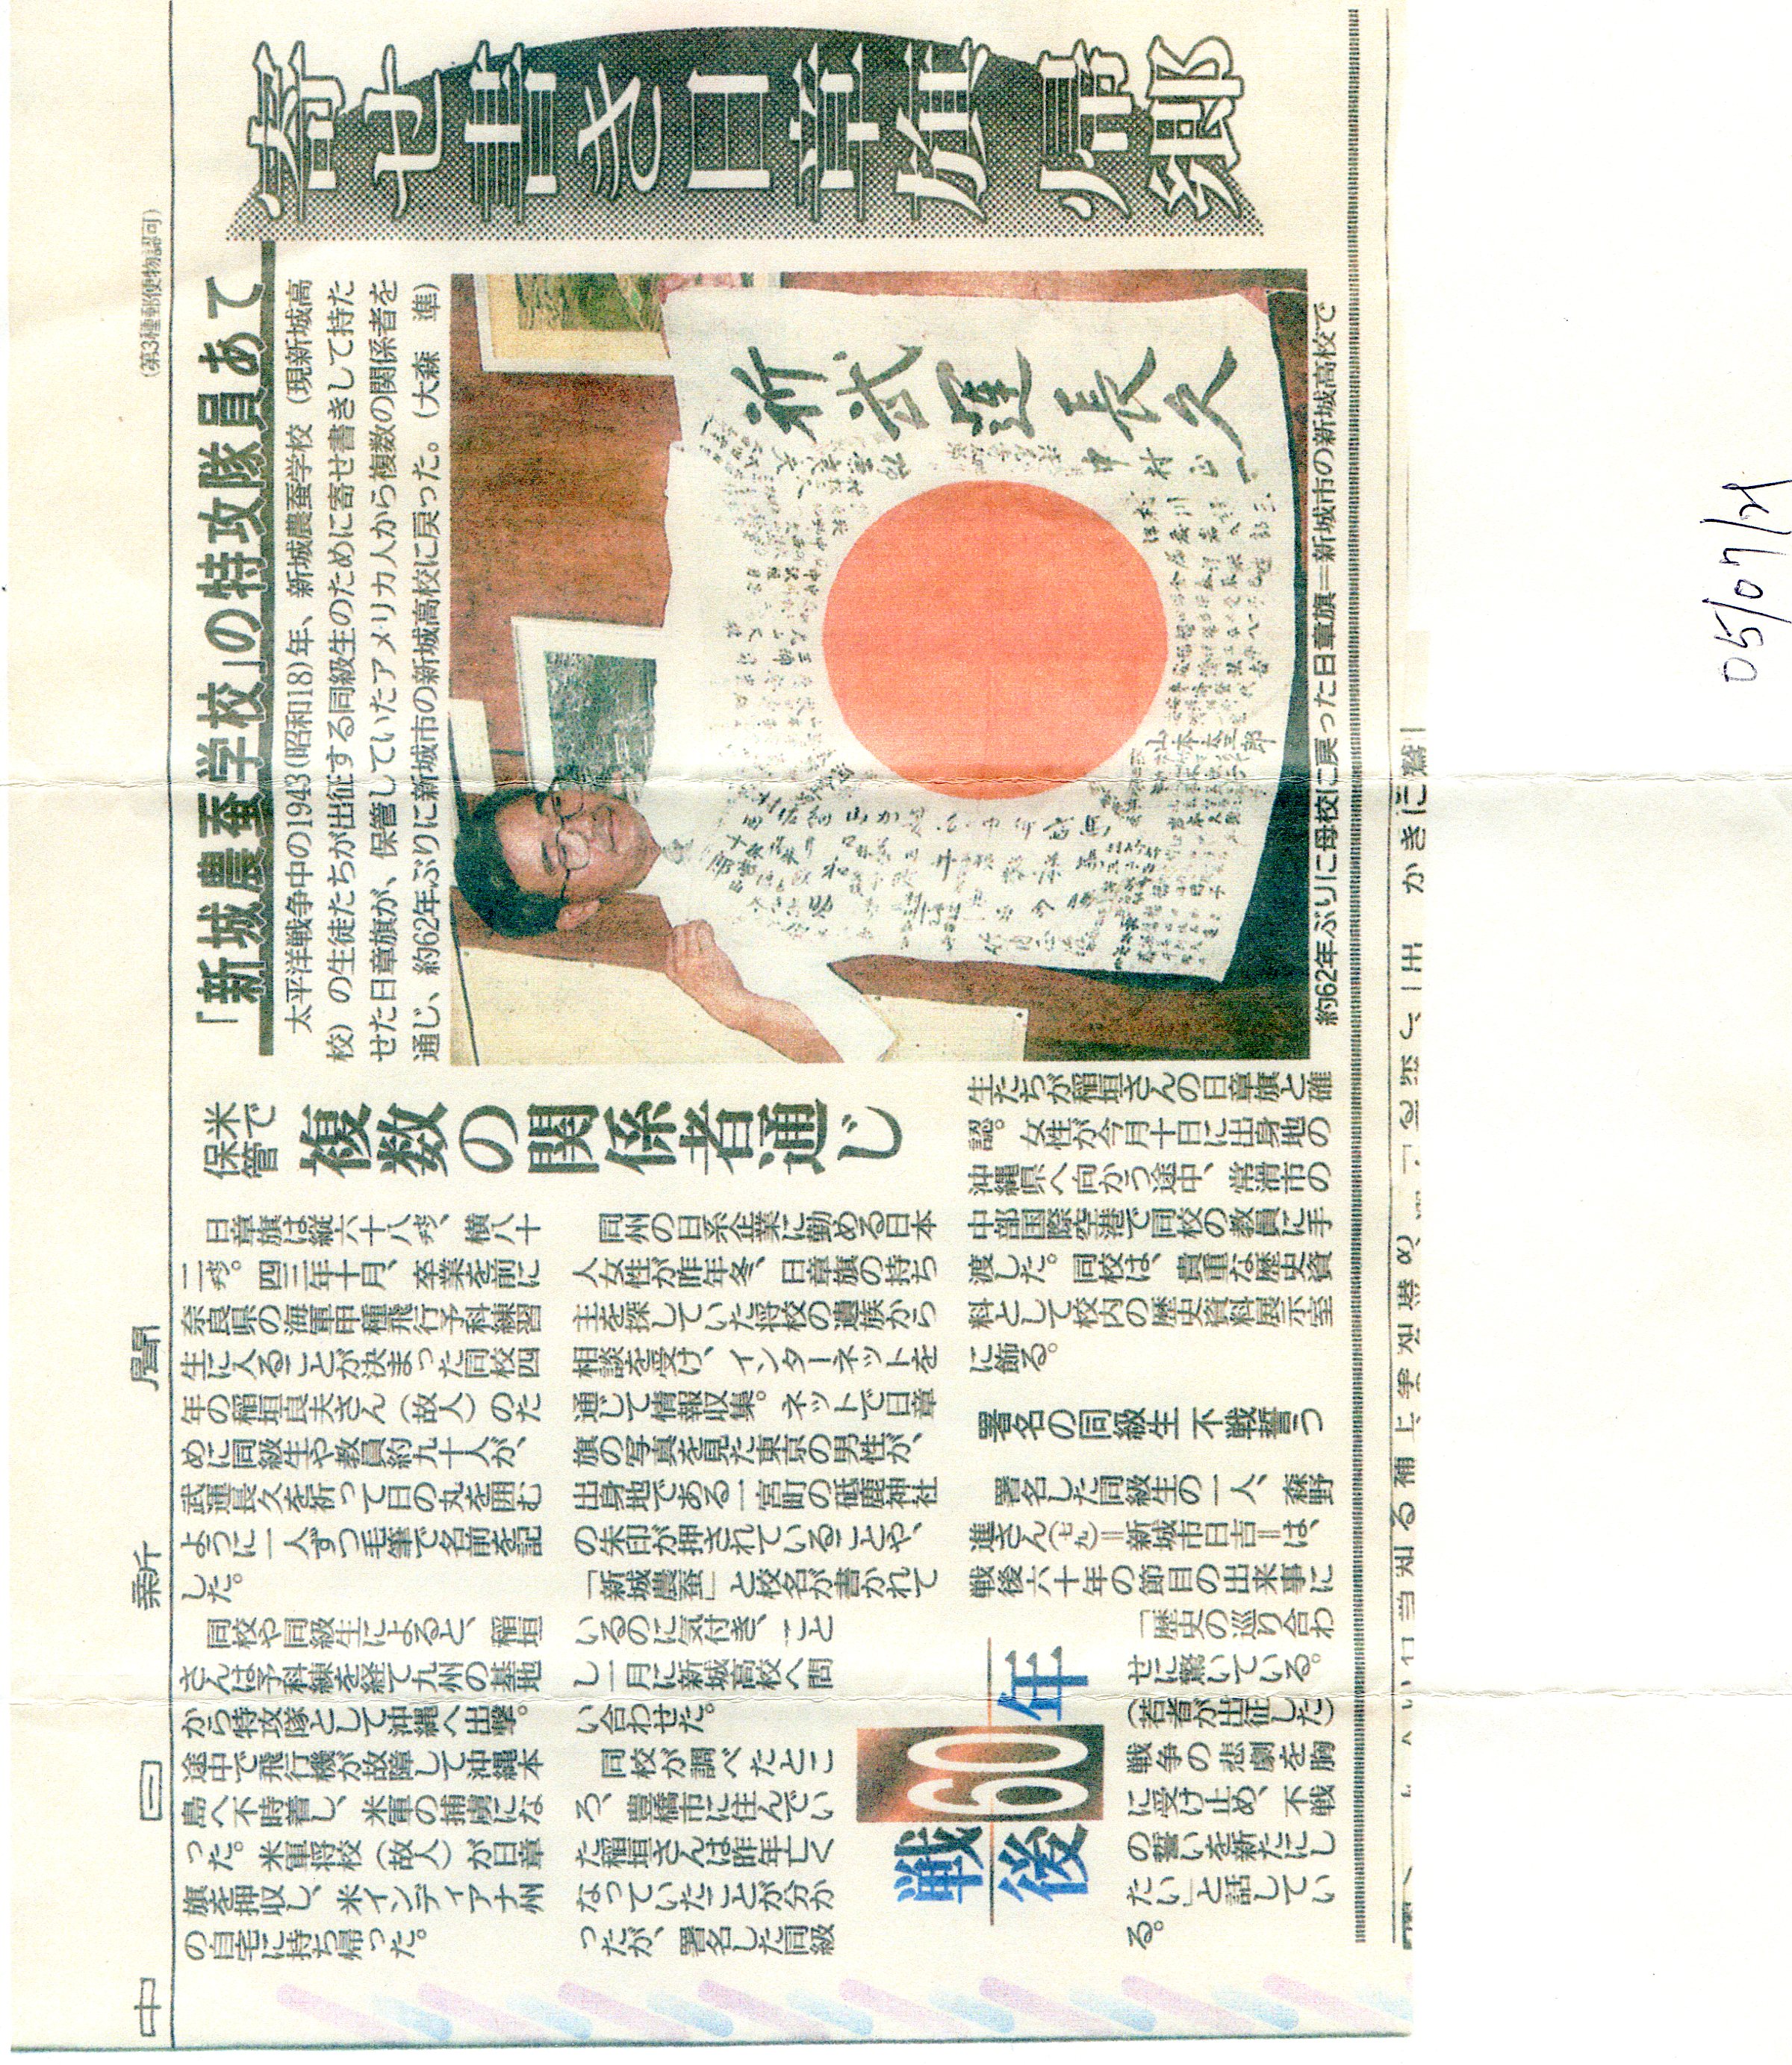 中日新聞
(第3種郵便物認可)
寄せ書き日章旗帰郷
「新城農蚕学校」の特攻隊員あて
太平洋戦争中の1943(昭和18)年、新城農蚕学校（現新城高
校）の生徒たちが出征する同級生のために寄せ書きして持た
せた日章旗が、保管していたアメリカ人から複数の関係者を
通じ、約62年ぶりに新城市の新城高校に戻った。（大森　準）
祈武運長久
中村正一
山本太三郎
約62年ぶりに母校に戻った日章旗＝新城市の新城高校で
米で
保管
複数の関係者通じ
日章旗は縦六十八㌢、横八十
二㌢。四三年十月、卒業を前に
奈良県の海軍甲種飛行予科練習
生に入ることが決まった同校四
年の稲垣良夫さん（故人）のた
めに同級生や教員約九十人が、
武運長久を祈って日の丸を囲む
ように一人ずつ毛筆で名前を記
した。
同校や同級生によると、稲垣
さんは予科練を経て九州の基地
から特攻隊として沖縄へ出撃。
途中で飛行機が故障して沖縄本
島へ不時着し、米軍の捕虜にな
った。米軍将校（故人）が日章
旗を押収し、米インディアナ州
の自宅に持ち帰った。
同州の日系企業に勤める日本
人女性が昨年冬、日章旗の持ち
主を探していた将校の遺族から
相談を受け、インターネットを
通じて情報収集。ネットで日章
旗の写真を見た東京の男性が、
出身地である一宮町の砥鹿神社
の朱印が押されていることや、
「新城農蚕」と校名が書かれて
いるのに気付き、こと
し一月に新城高校へ問
い合わせた。
同校が調べたとこ
ろ、豊橋市に住んでい
た稲垣さんは昨年亡く
なっていたことが分か
ったが、署名した同級
生たちが稲垣さんの日章旗と確
認。女性が今月十日に出身地の
沖縄県へ向かう途中、常滑市の
中部国際空港で同校の教員に手
渡した。同校は、貴重な歴史資
料として校内の歴史資料展示室
に飾る。
署名の同級生 不戦誓う
署名した同級生の一人、森野
進さん（七九）＝新城市日吉＝は、
戦後六十年の節目の出来事に
「歴史の巡り合わ
せに驚いている。
（若者が出征した）
戦争の悲劇を胸
に受け止め、不戦
の誓いを新たにし
たい」と話してい
る。
戦後60年
05/07/21